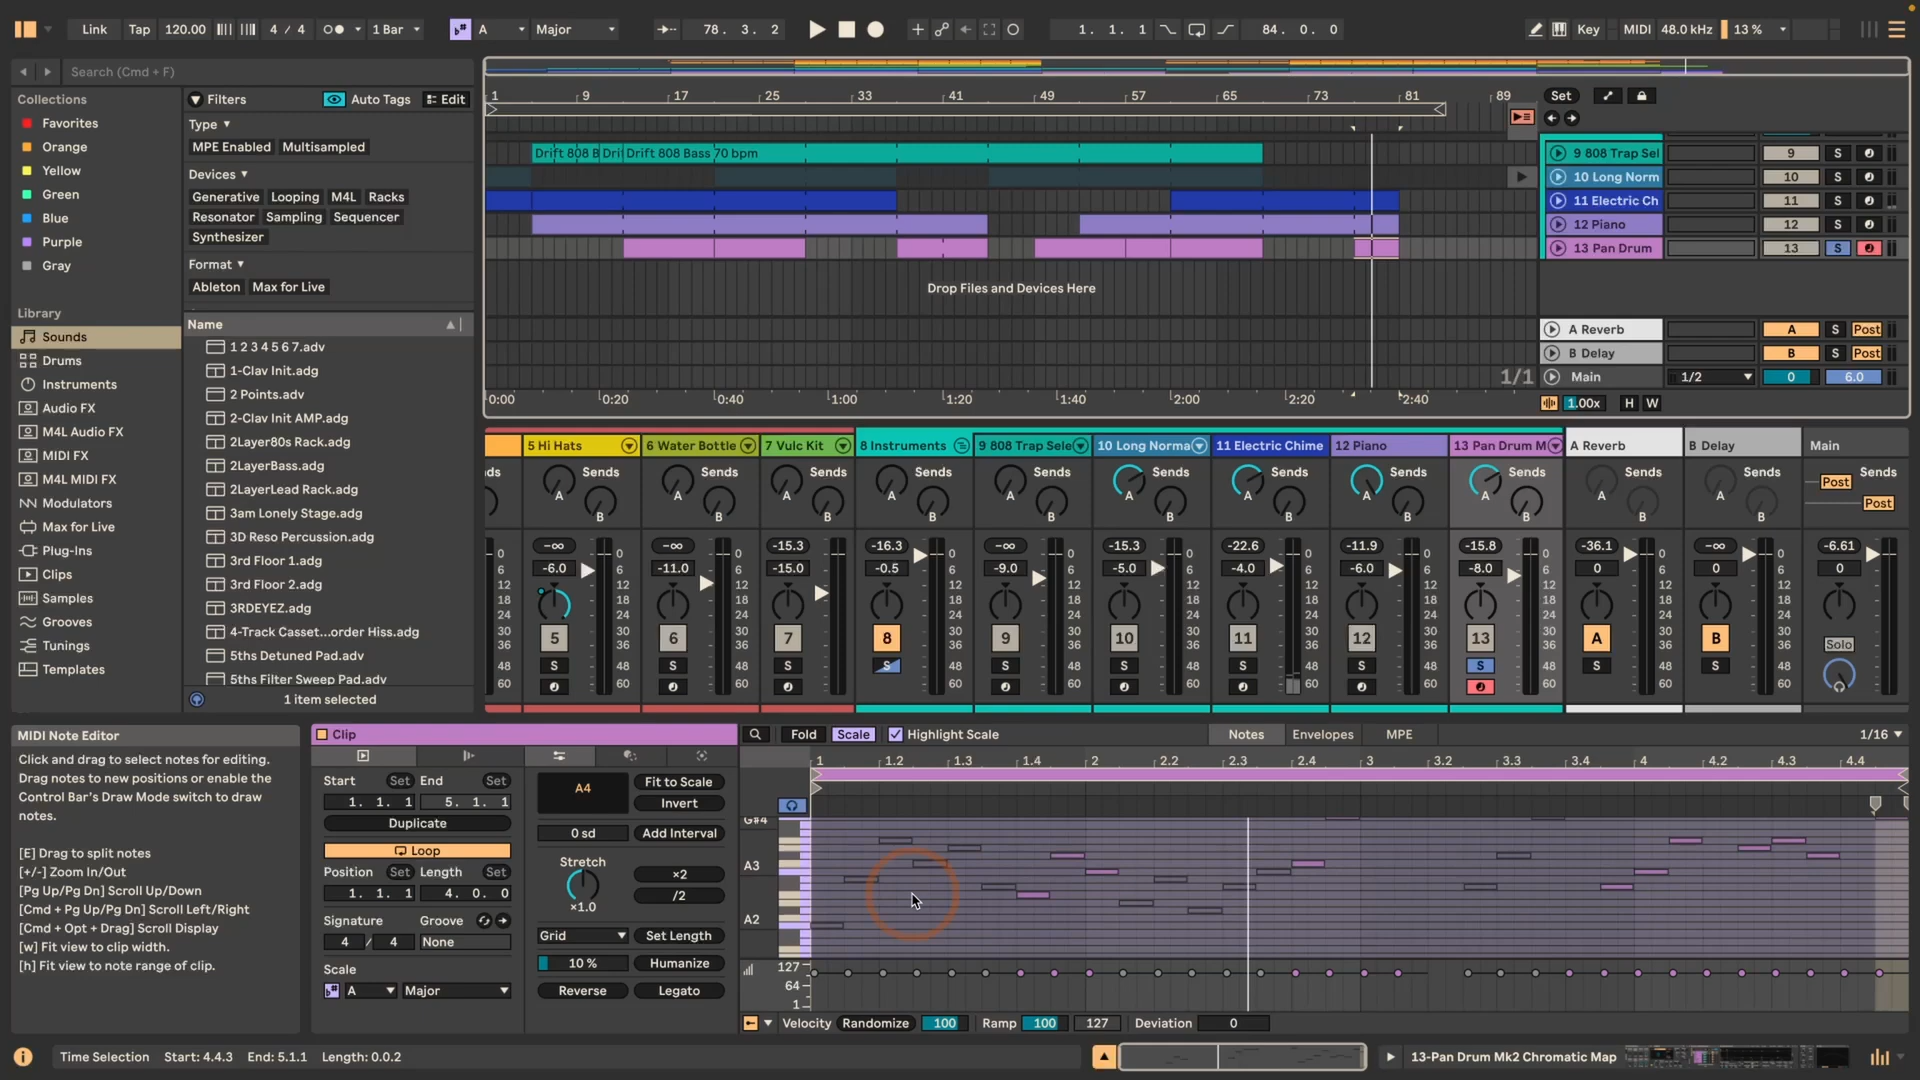 Link Tap 120.00 4 / 4 1 Bar A Major 78. 3. 2 1. 1. 1 84. 0. 0 Key MIDI 48.0 kHz 13 %
Search (Cmd + F)
Collections
Favorites
Orange
Yellow
Green
Blue
Purple
Gray
Library
Sounds
Drums
Instruments
Audio FX
M4L Audio FX
MIDI FX
M4L MIDI FX
Modulators
Max for Live
Plug-Ins
Clips
Samples
Grooves
Tunings
Templates
Filters Auto Tags Edit
Type
MPE Enabled Multisampled
Devices
Generative Looping M4L Racks
Resonator Sampling Sequencer
Synthesizer
Format
Ableton Max for Live
Name
1 2 3 4 5 6 7.adv
1-Clav Init.adg
2 Points.adv
2-Clav Init AMP.adg
2Layer80s Rack.adg
2LayerBass.adg
2LayerLead Rack.adg
3am Lonely Stage.adg
3D Reso Percussion.adg
3rd Floor 1.adg
3rd Floor 2.adg
3RDEYEZ.adg
4-Track Casset...order Hiss.adg
5ths Detuned Pad.adv
5ths Filter Sweep Pad.adv
1 item selected
1 9 17 25 33 41 49 57 65 73 81 89 Set
Drift 808 B Dri Drift 808 Bass 70 bpm
9 808 Trap Sel 9 S
10 Long Norm 10 S
11 Electric Ch 11 S
12 Piano 12 S
13 Pan Drum 13 S
Drop Files and Devices Here
A Reverb A S Post
B Delay B S Post
1/1 Main 1/2 0 6.0
0:00 0:20 0:40 1:00 1:20 1:40 2:00 2:20 2:40 1.00x H W
5 Hi Hats 6 Water Bottle 7 Vulc Kit 8 Instruments 9 808 Trap Sele 10 Long Norma 11 Electric Chime 12 Piano 13 Pan Drum M A Reverb B Delay Main
Sends Sends Sends Sends Sends Sends Sends Sends Sends Sends Sends Sends
A A A A A A A A A A A Post
B B B B B B B B B B B Post
-∞ -∞ -15.3 -16.3 -∞ -15.3 -22.6 -11.9 -15.8 -36.1 -∞ -6.61
-6.0 -11.0 -15.0 -0.5 -9.0 -5.0 -4.0 -6.0 -8.0 0 0 0
0 6 12 18 24 30 36 48 60
5 6 7 8 9 10 11 12 13 A B Solo
S S S S S S S S S S S
MIDI Note Editor
Click and drag to select notes for editing.
Drag notes to new positions or enable the
Control Bar's Draw Mode switch to draw
notes.
[E] Drag to split notes
[+/-] Zoom In/Out
[Pg Up/Pg Dn] Scroll Up/Down
[Cmd + Pg Up/Pg Dn] Scroll Left/Right
[Cmd + Opt + Drag] Scroll Display
[w] Fit view to clip width.
[h] Fit view to note range of clip.
Clip
Start Set End Set
1. 1. 1 5. 1. 1
Duplicate
Loop
Position Length
1. 1. 1 4. 0. 0
Signature Groove
4 / 4 None
Scale
A Major
A4 Fit to Scale
Invert
0 sd Add Interval
Stretch
×2
×1.0 /2
Grid Set Length
10 % Humanize
Reverse Legato
Fold Scale Highlight Scale Notes Envelopes MPE 1/16
1 1.2 1.3 1.4 2 2.2 2.3 2.4 3 3.2 3.3 3.4 4 4.2 4.3 4.4
G#4
A3
A2
127
64
1
Velocity Randomize 100 Ramp 100 127 Deviation 0
Time Selection Start: 4.4.3 End: 5.1.1 Length: 0.0.2 13-Pan Drum Mk2 Chromatic Map